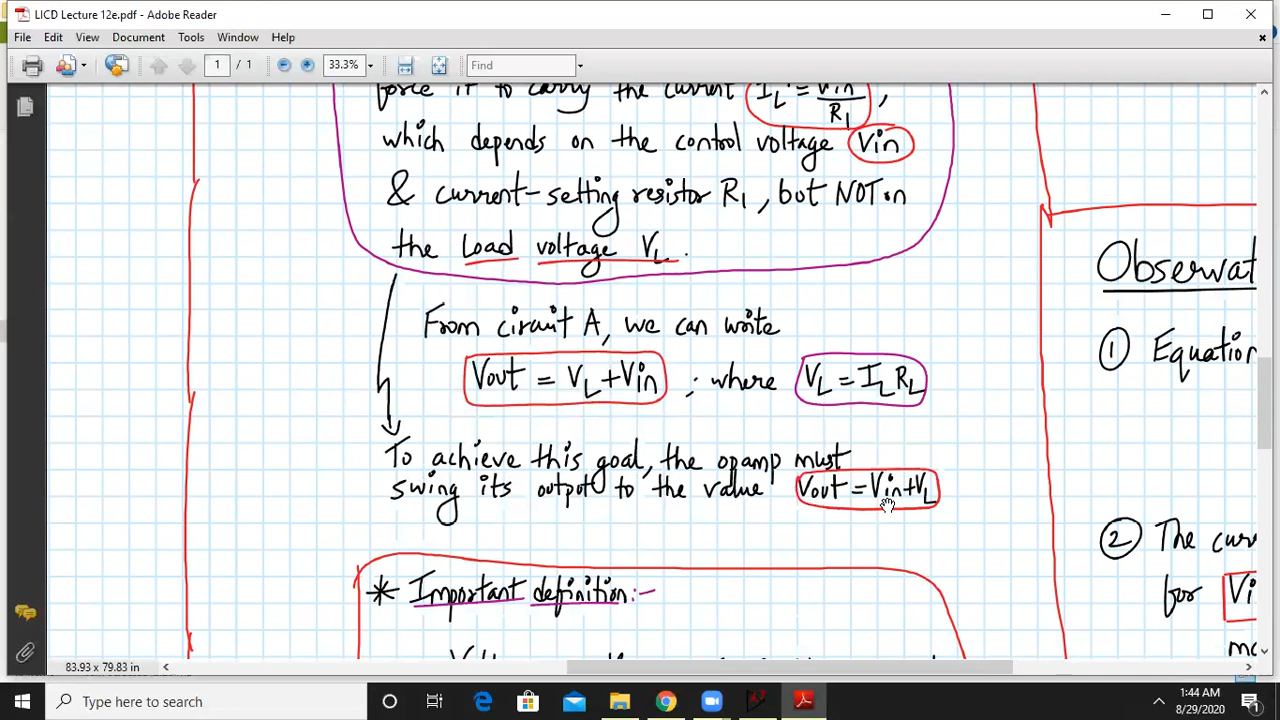 LICD Lecture 12e.pdf - Adobe Reader
File Edit View Document Tools Window Help
1 / 1 33.3% Find
force it to carry the current IL = Vin/R1 ,
which depends on the control voltage Vin
& current-setting resistor R1, but NOT on
the Load voltage VL.
From circuit A, we can write
Vout = VL+Vin ; where VL = ILRL
To achieve this goal, the opamp must
swing its output to the value Vout = Vin+VL
* Important definition:-
Observat
① Equation
② The curr
for Vi
83.93 x 79.83 in
Type here to search
1:44 AM
8/29/2020
1